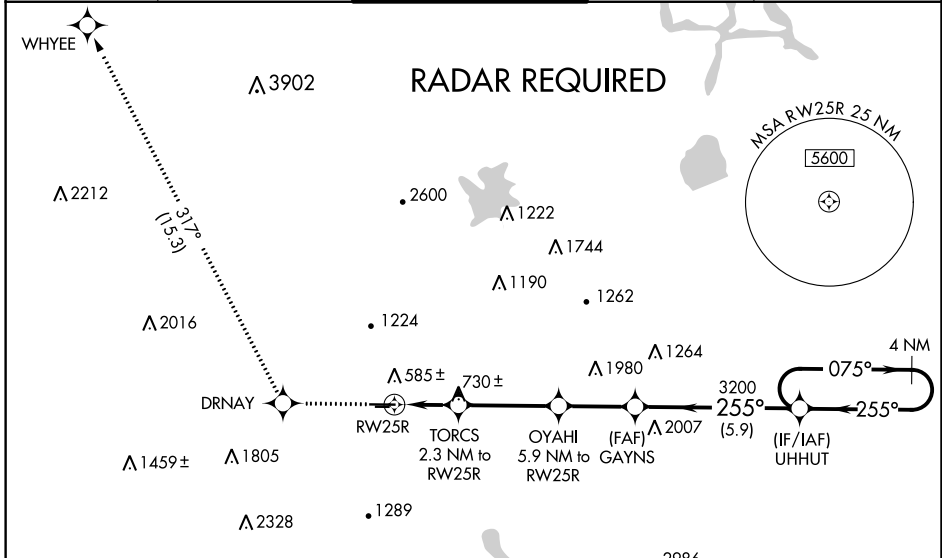 WHYEE
3902
RADAR REQUIRED
MSA RW25R 25 NM
5600
2212
317°
(15.3)
2600
1222
1744
1190
1262
2016
1224
4 NM
1264
1980
585±
730±
3200
075°
DRNAY
255°
255°
(5.9)
RW25R
TORCS
2.3 NM to
RW25R
OYAHI
5.9 NM to
RW25R
(FAF)
GAYNS
2007
(IF/IAF)
UHHUT
1459±
1805
2328
1289